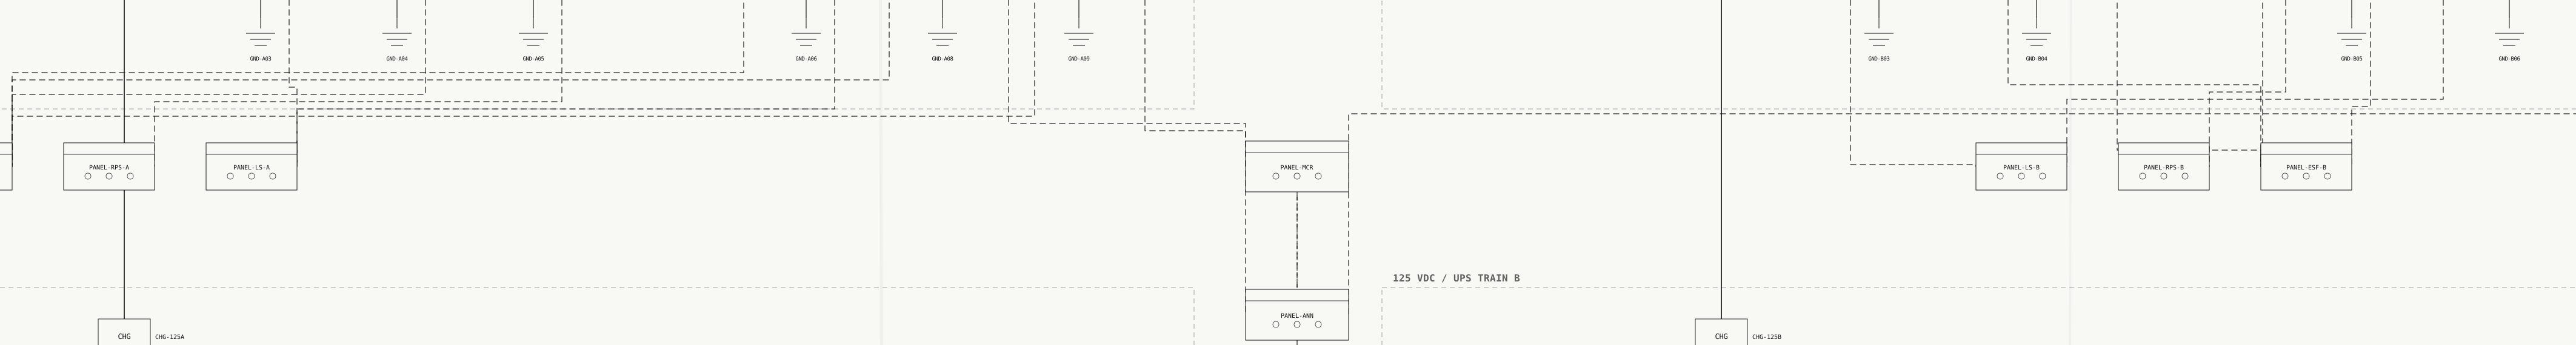 GND-A03
GND-A04
GND-A05
GND-A06
GND-A08
GND-A09
GND-B03
GND-B04
GND-B05
GND-B06
PANEL-RPS-A
PANEL-LS-A
PANEL-MCR
PANEL-LS-B
PANEL-RPS-B
PANEL-ESF-B
125 VDC / UPS TRAIN B
PANEL-ANN
CHG
CHG-125A
CHG
CHG-125B